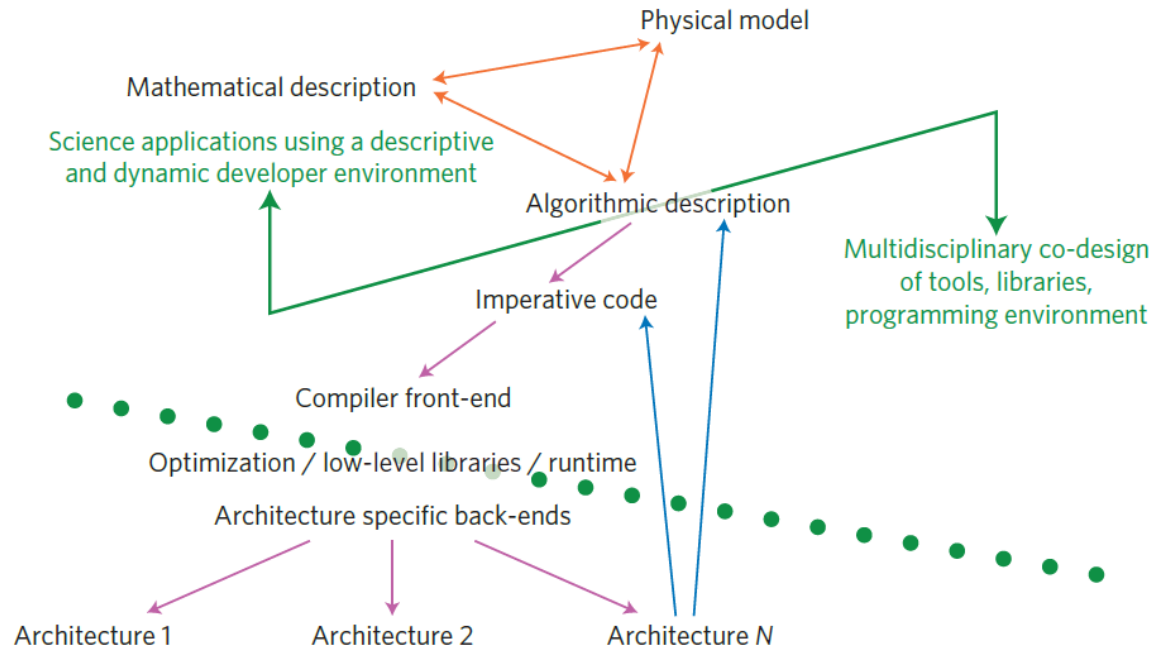 Physical model
Mathematical description
Science applications using a descriptive
and dynamic developer environment
Algorithmic description
Multidisciplinary co-design
of tools, libraries,
programming environment
Imperative code
Compiler front-end
Optimization / low-level libraries / runtime
Architecture specific back-ends
Architecture 1
Architecture 2
Architecture N